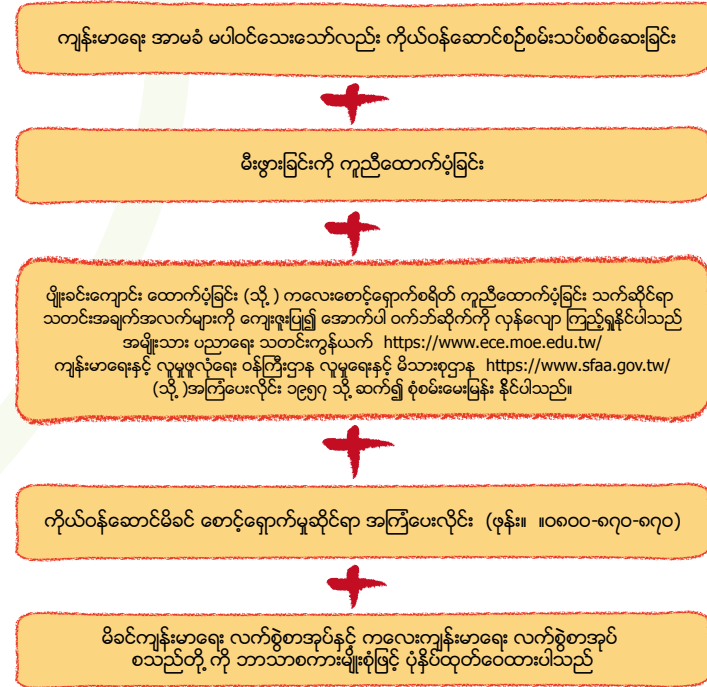 ကျန်းမာရေး အာမခံ မပါဝင်သေးသော်လည်း ကိုယ်ဝန်ဆောင်စဉ်စမ်းသပ်စစ်ဆေးခြင်း
မီးဖွားခြင်းကို ကူညီထောက်ပံ့ခြင်း
ပျိုးခင်းကျောင်း ထောက်ပံ့ခြင်း (သို့ ) ကလေးစောင့်ရှောက်စရိတ် ကူညီထောက်ပံ့ခြင်း သက်ဆိုင်ရာ
သတင်းအချက်အလက်များကို ကျေးဇူးပြု၍ အောက်ပါ ဝက်ဘ်ဆိုက်ကို လှန်လျော ကြည့်ရှုနိုင်ပါသည်
အမျိုးသား ပညာရေး သတင်းကွန်ယက် https://www.ece.moe.edu.tw/
ကျန်းမာရေးနှင့် လူမှုဖူလုံရေး ဝန်ကြီးဌာန လူမှုရေးနှင့် မိသားစုဌာန https://www.sfaa.gov.tw/
(သို့ )အကြံပေးလိုင်း ၁၉၅၇ သို့ ဆက်၍ စုံစမ်းမေးမြန်း နိုင်ပါသည်။
ကိုယ်ဝန်ဆောင်မိခင် စောင့်ရှောက်မှုဆိုင်ရာ အကြံပေးလိုင်း (ဖုန်း။ ။၀၈၀၀-၈၇၀-၈၇၀)
မိခင်ကျန်းမာရေး လက်စွဲစာအုပ်နှင့် ကလေးကျန်းမာရေး လက်စွဲစာအုပ်
စသည်တို့ ကို ဘာသာစကားမျိုးစုံဖြင့် ပုံနှိပ်ထုတ်ဝေထားပါသည်